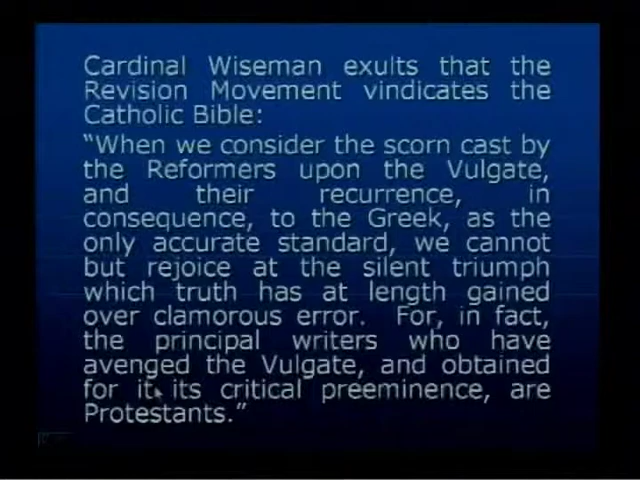 Cardinal Wiseman exults that the
Revision Movement vindicates the
Catholic Bible:
“When we consider the scorn cast by
the Reformers upon the Vulgate,
and their recurrence, in
consequence, to the Greek, as the
only accurate standard, we cannot
but rejoice at the silent triumph
which truth has at length gained
over clamorous error. For, in fact,
the principal writers who have
avenged the Vulgate, and obtained
for it its critical preeminence, are
Protestants.”